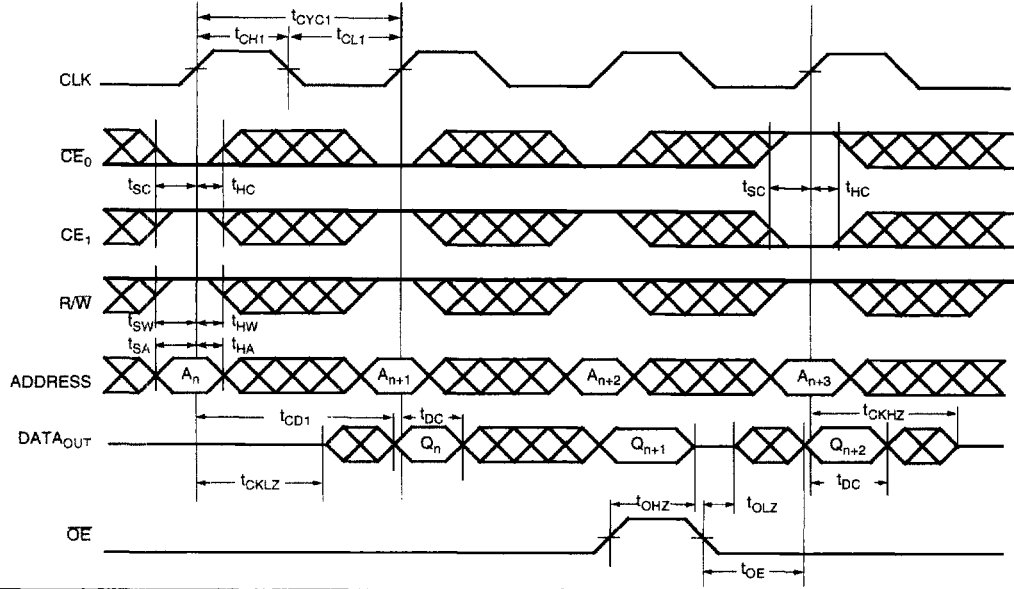 tCYC1
tCH1 tCL1
CLK
CE0
tSC tHC tSC tHC
CE1
R/W
tSW tHW
tSA tHA
ADDRESS An An+1 An+2 An+3
tCD1 tDC tCKHZ
DATAOUT Qn Qn+1 Qn+2
tCKLZ tOHZ tOLZ tDC
OE
tOE